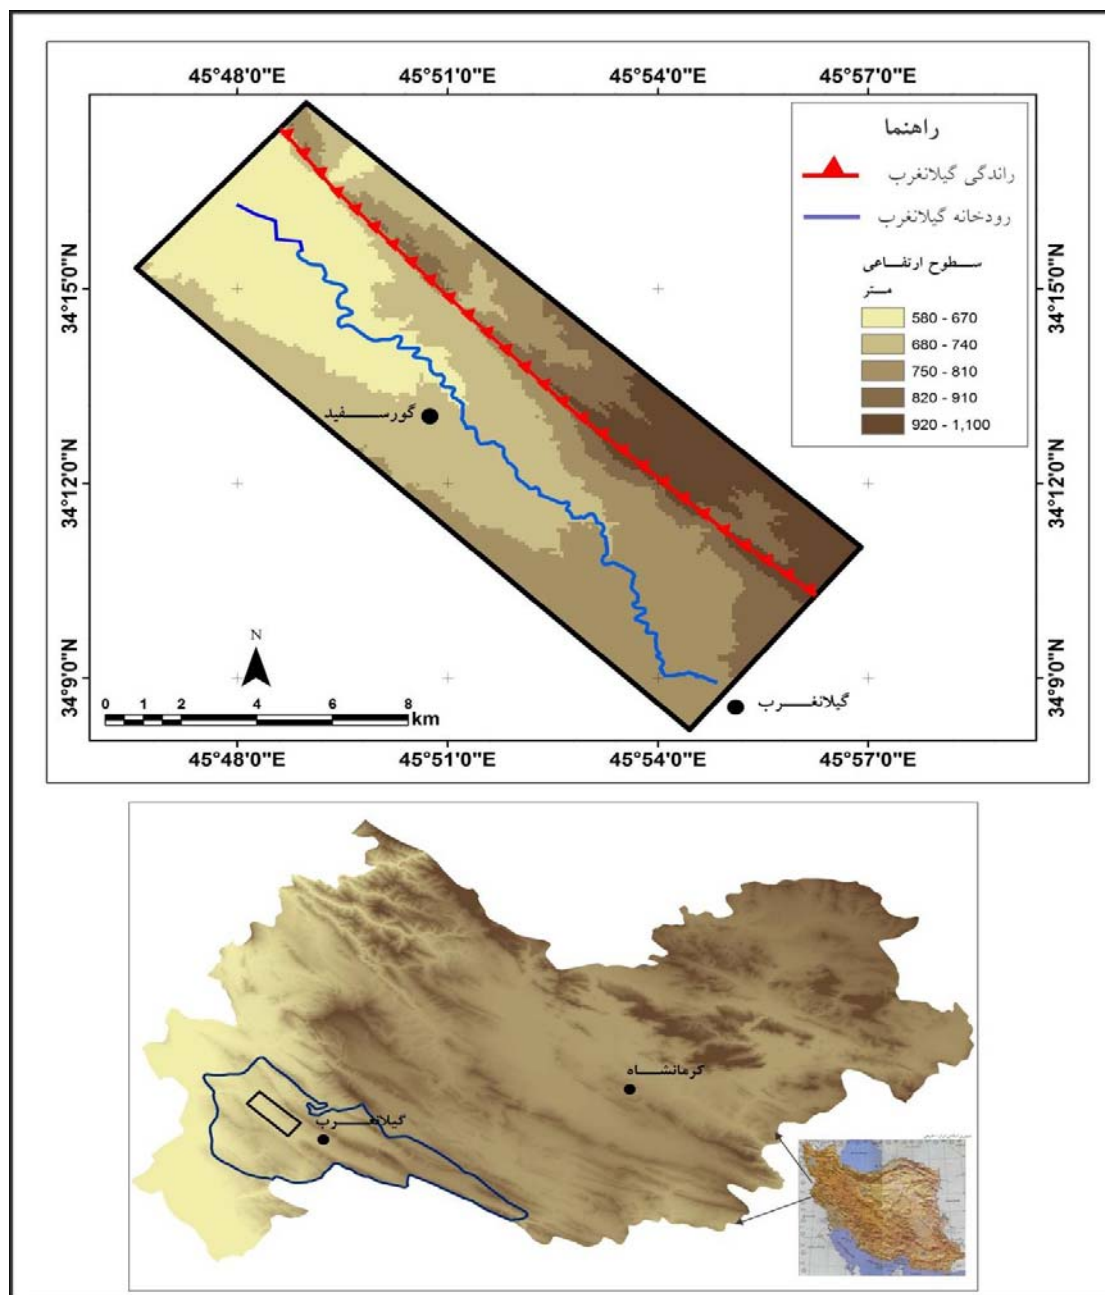 45°48'0"E 45°51'0"E 45°54'0"E 45°57'0"E
راهنما
راندگی گیلانغرب
رودخانه گیلانغرب
سطوح ارتفاعی
متر
580 - 670
680 - 740
750 - 810
820 - 910
920 - 1,100
34°15'0"N
34°12'0"N
34°9'0"N
34°15'0"N
34°12'0"N
34°9'0"N
گورسفید
گیلانغرب
N
0 1 2 4 6 8
km
45°48'0"E 45°51'0"E 45°54'0"E 45°57'0"E
کرمانشاه
گیلانغرب